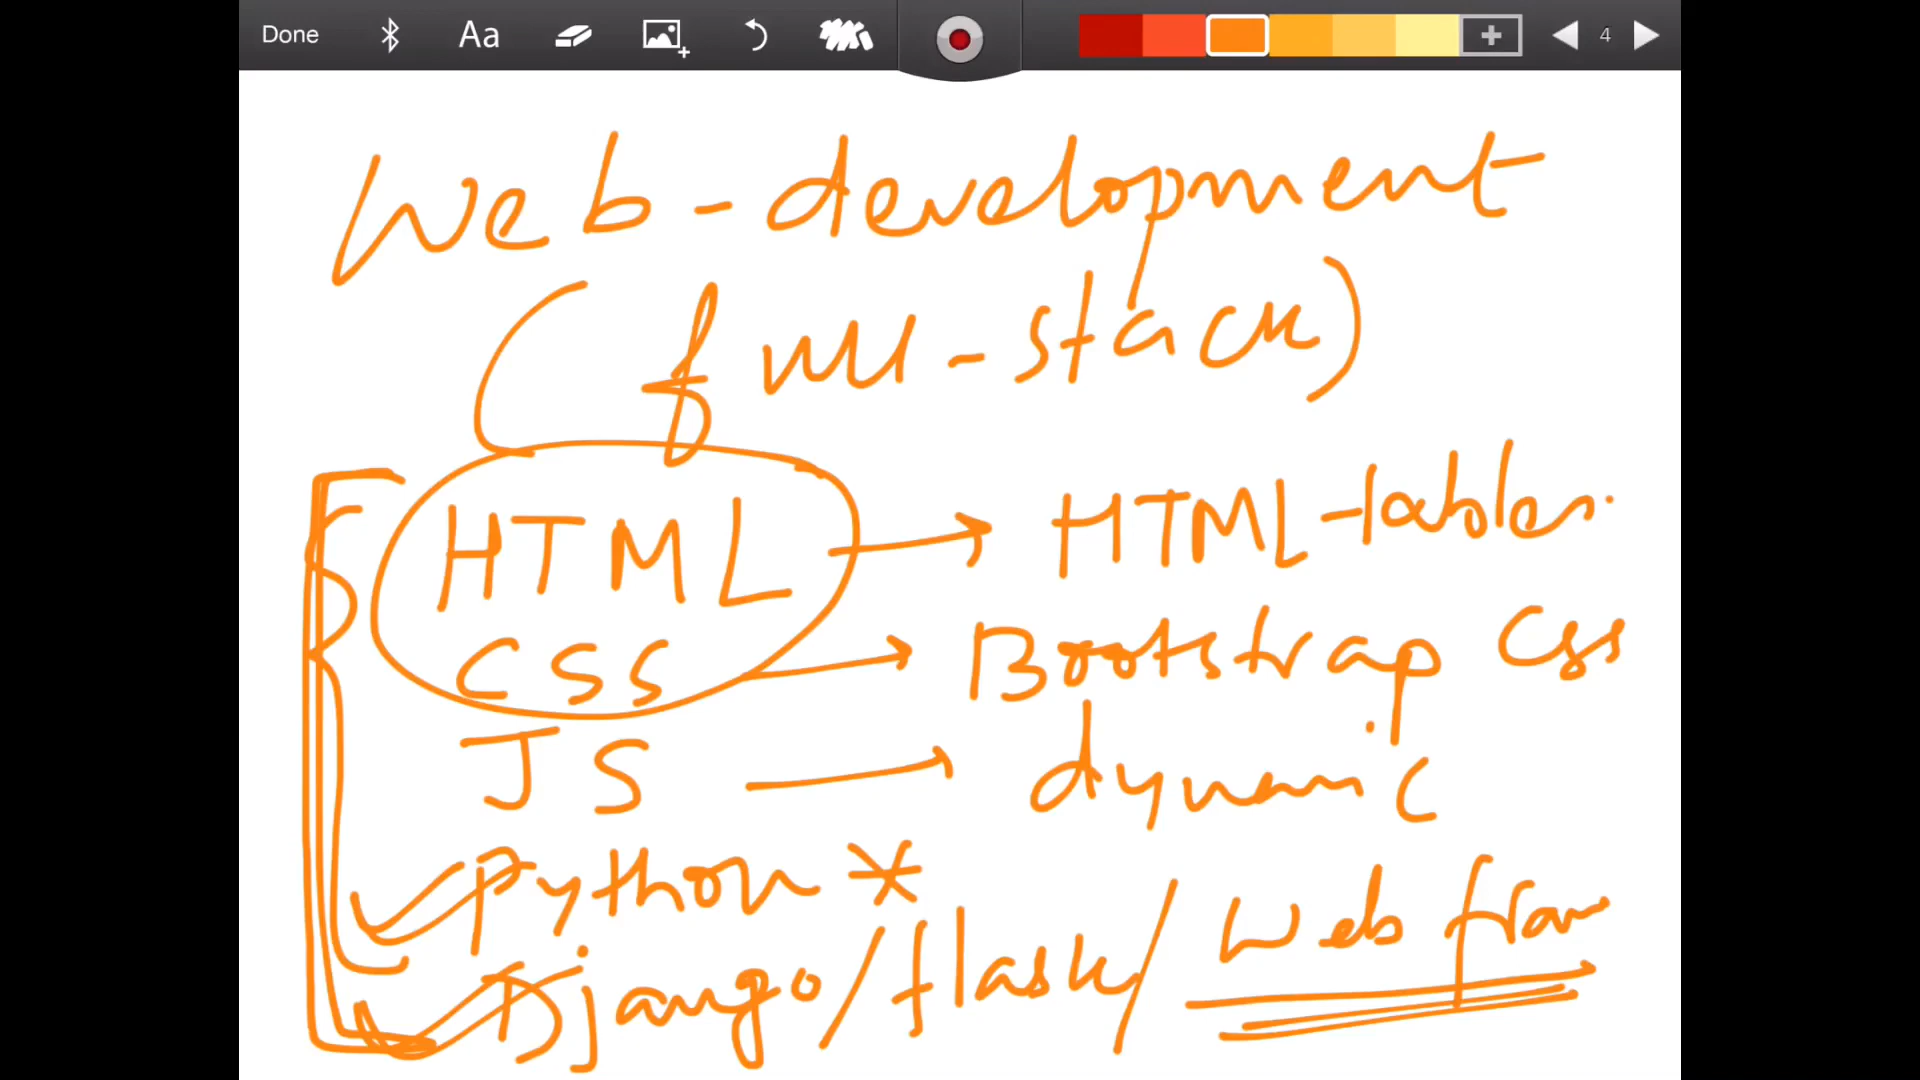 Done Aa 4
Web-development
(full-stack)
HTML → HTML-tables.
CSS → Bootstrap CSS
JS → dynamic
Python *
Django/flask/ Web fram